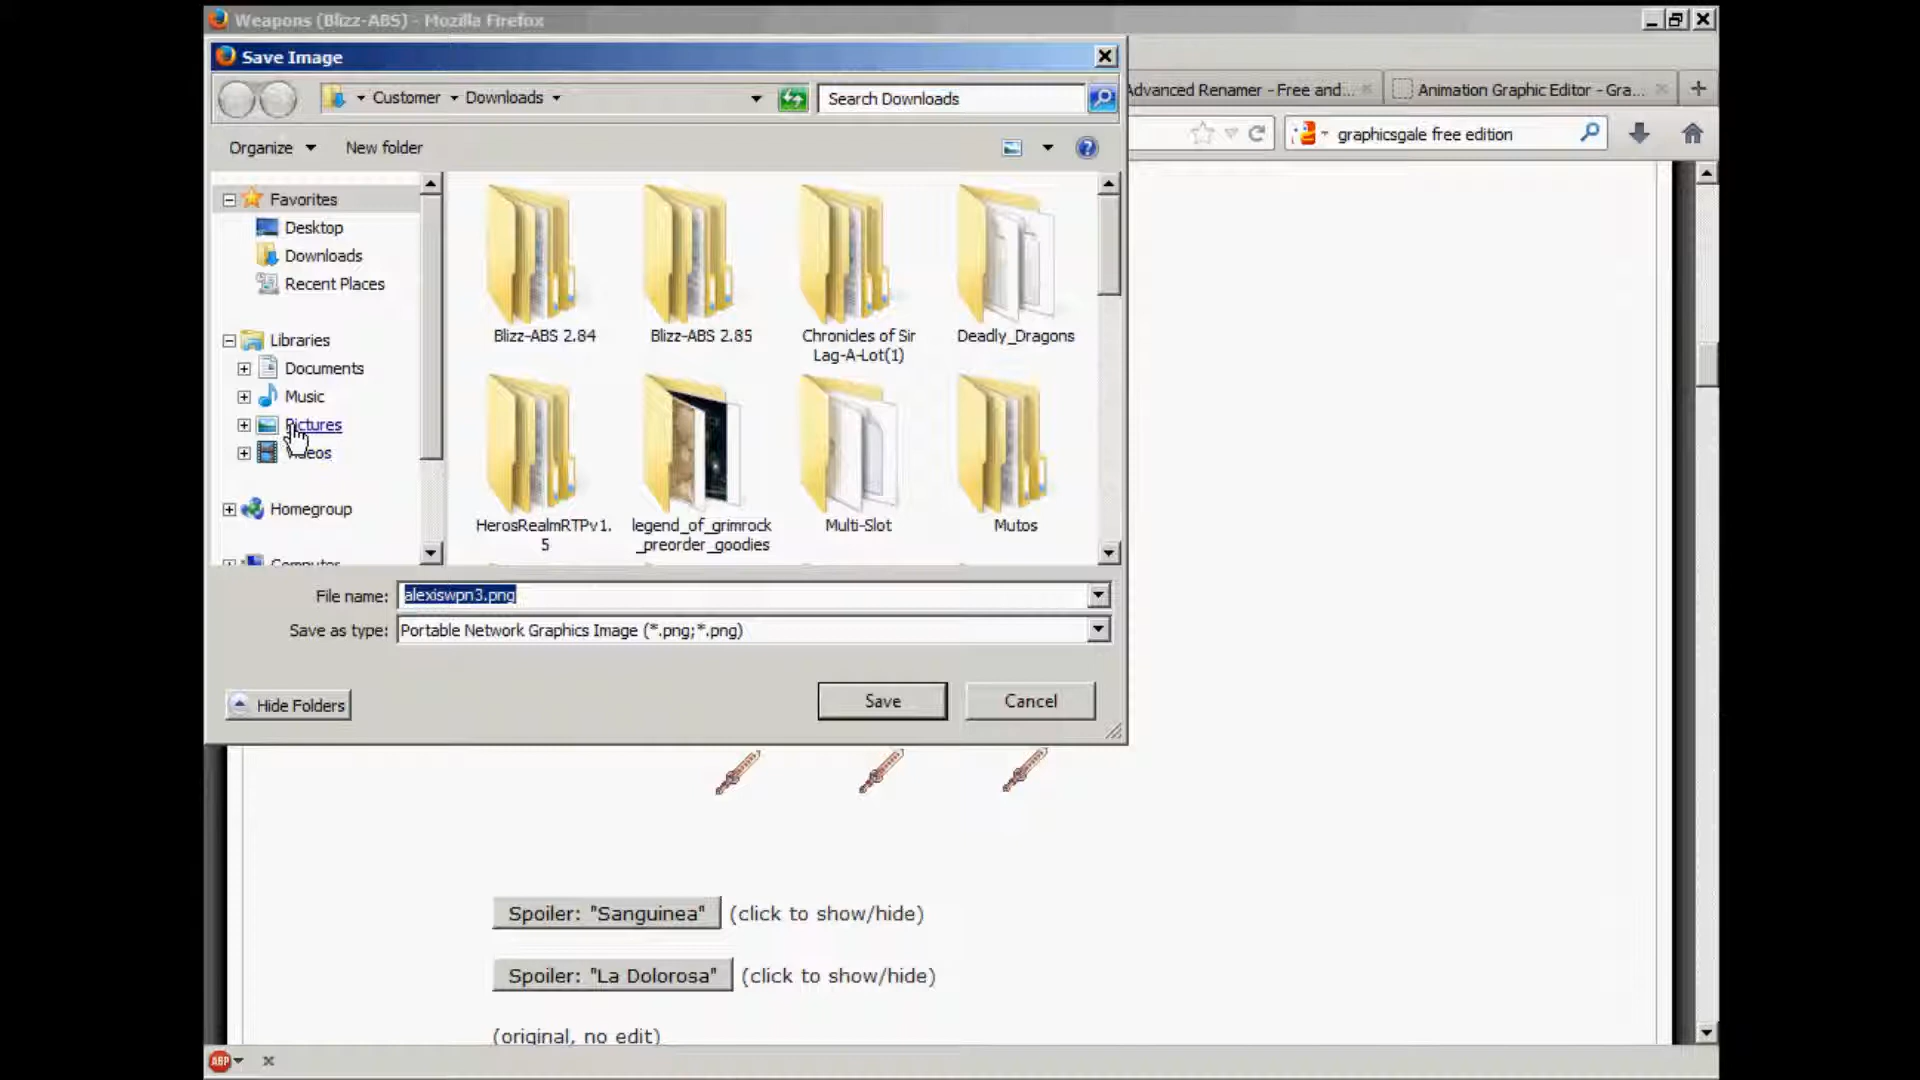 Weapons (Blizz-ABS) - Mozilla Firefox
Save Image
Customer
Downloads
Search Downloads
Advanced Renamer - Free and...
Animation Graphic Editor - Gra...
graphicsgale free edition
Organize
New folder
Favorites
Desktop
Downloads
Recent Places
Libraries
Documents
Music
Pictures
Videos
Homegroup
Computer
Blizz-ABS 2.84
Blizz-ABS 2.85
Chronicles of Sir
Lag-A-Lot(1)
Deadly_Dragons
HerosRealmRTPv1.
5
legend_of_grimrock
_preorder_goodies
Multi-Slot
Mutos
File name:
alexiswpn3.png
Save as type:
Portable Network Graphics Image (*.png;*.png)
Hide Folders
Save
Cancel
Spoiler: "Sanguinea" (click to show/hide)
Spoiler: "La Dolorosa" (click to show/hide)
(original, no edit)
ABP